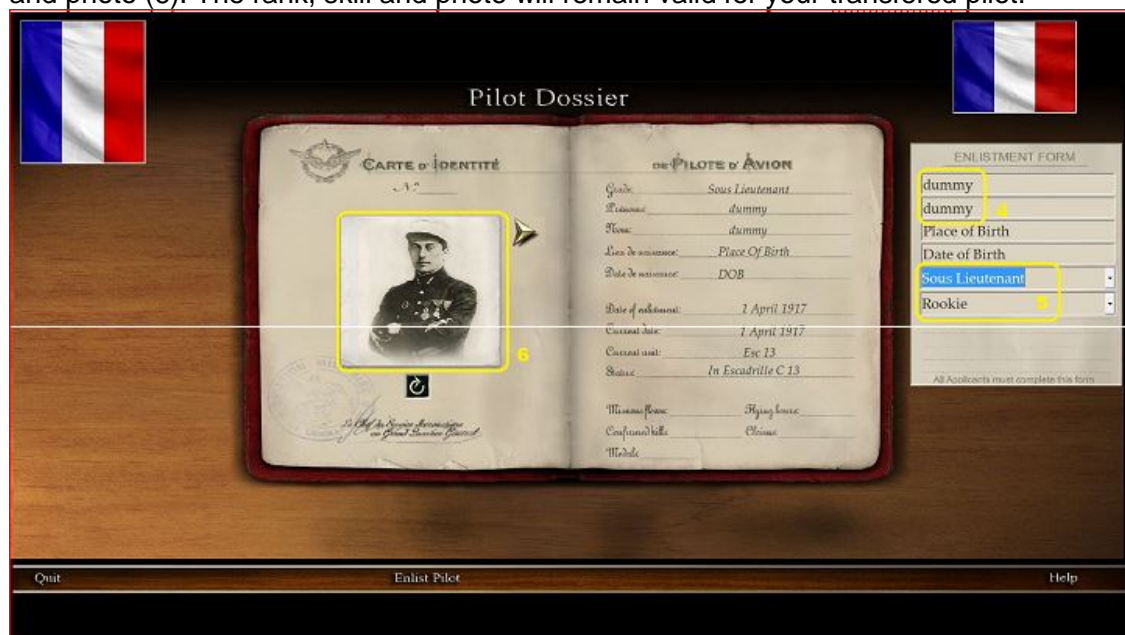 and photo (6). The rank, skill and photo will remain valid for your transfered pilot.
Pilot Dossier
CARTE D'IDENTITÉ
Nº
6
DE PILOTE D'AVION
Grade: Sous Lieutenant
Prénoms: dummy
Nom: dummy
Lieu de naissance: Place Of Birth
Date de naissance: DOB
Date of enlistment: 1 April 1917
Current date: 1 April 1917
Current unit: Esc 13
Status: In Escadrille C 13
Missions flown: Flying hours:
Confirmed kills: Claims:
Medals:
ENLISTMENT FORM
dummy
dummy 4
Place of Birth
Date of Birth
Sous Lieutenant
Rookie 5
All Applicants must complete this form
Quit Enlist Pilot Help